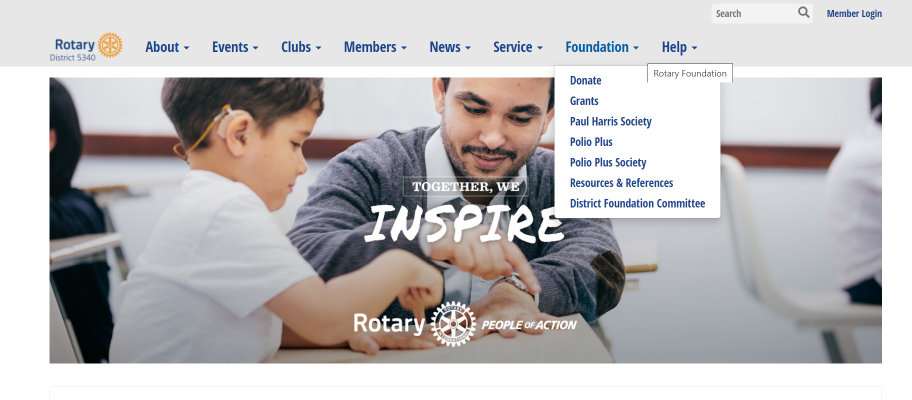 Search
Member Login
Rotary
District 5340
About
Events
Clubs
Members
News
Service
Foundation
Help
Rotary Foundation
Donate
Grants
Paul Harris Society
Polio Plus
Polio Plus Society
Resources & References
District Foundation Committee
TOGETHER, WE
INSPIRE
Rotary
PEOPLE OF ACTION